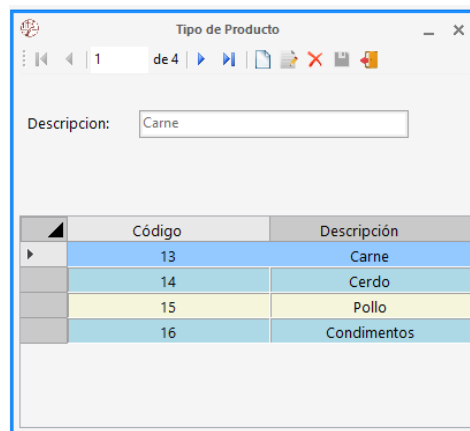 Tipo de Producto
1 de 4
Descripcion: Carne
Código Descripción
13 Carne
14 Cerdo
15 Pollo
16 Condimentos